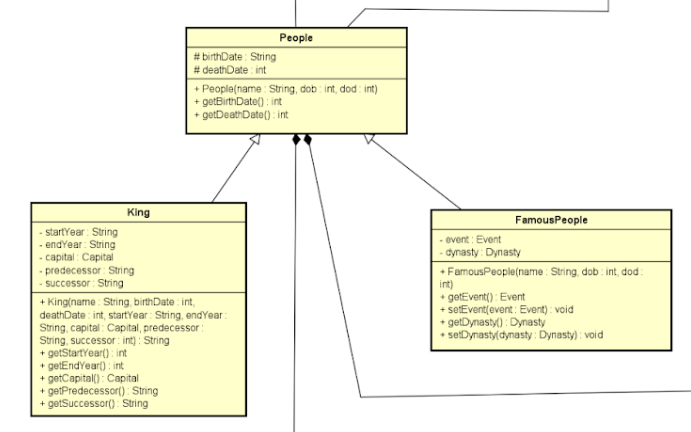 People
# birthDate : String
# deathDate : int
+ People(name : String, dob : int, dod : int)
+ getBirthDate() : int
+ getDeathDate() : int
King
- startYear : String
- endYear : String
- capital : Capital
- predecessor : String
- successor : String
+ King(name : String, birthDate : int,
deathDate : int, startYear : String, endYear :
String, capital : Capital, predecessor :
String, successor : int) : String
+ getStartYear() : int
+ getEndYear() : int
+ getCapital() : Capital
+ getPredecessor() : String
+ getSuccessor() : String
FamousPeople
- event : Event
- dynasty : Dynasty
+ FamousPeople(name : String, dob : int, dod :
int)
+ getEvent() : Event
+ setEvent(event : Event) : void
+ getDynasty() : Dynasty
+ setDynasty(dynasty : Dynasty) : void